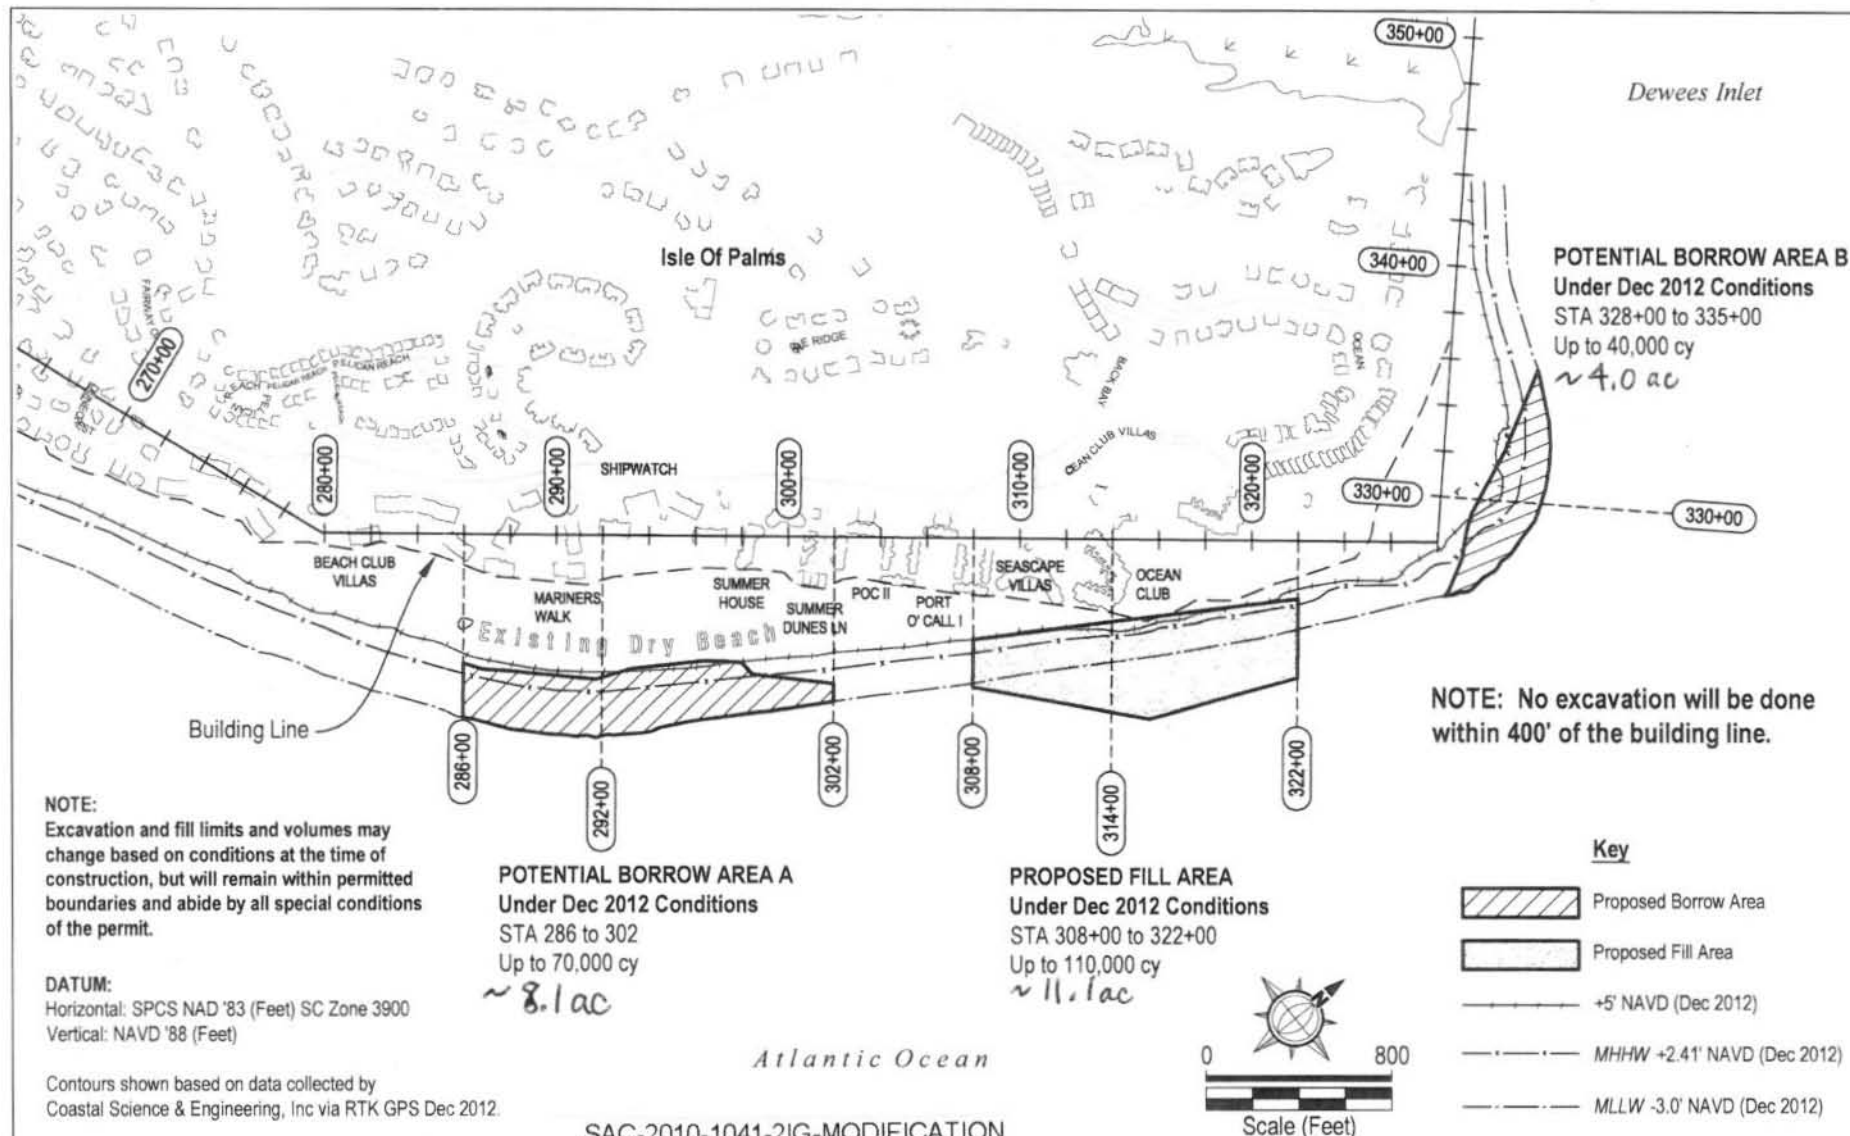 350+00
Dewees Inlet
Isle Of Palms
340+00
POTENTIAL BORROW AREA B
Under Dec 2012 Conditions
STA 328+00 to 335+00
Up to 40,000 cy
~4.0 ac
270+00
PELICAN REACH
RIDGE
BACK BAY
OCEAN
SHIPWATCH
280+00
290+00
300+00
310+00
320+00
330+00
330+00
BEACH CLUB
VILLAS
MARINERS
WALK
SUMMER
HOUSE
SUMMER
DUNES LN
POC II
PORT
O' CALL I
SEASCAPE
VILLAS
OCEAN
CLUB
CLUB VILLAS
Existing Dry Beach
Building Line
286+00
292+00
302+00
308+00
314+00
322+00
NOTE: No excavation will be done
within 400' of the building line.
NOTE:
Excavation and fill limits and volumes may
change based on conditions at the time of
construction, but will remain within permitted
boundaries and abide by all special conditions
of the permit.
DATUM:
Horizontal: SPCS NAD '83 (Feet) SC Zone 3900
Vertical: NAVD '88 (Feet)
Contours shown based on data collected by
Coastal Science & Engineering, Inc via RTK GPS Dec 2012.
POTENTIAL BORROW AREA A
Under Dec 2012 Conditions
STA 286 to 302
Up to 70,000 cy
~8.1 ac
PROPOSED FILL AREA
Under Dec 2012 Conditions
STA 308+00 to 322+00
Up to 110,000 cy
~11.1 ac
Atlantic Ocean
0 800
Scale (Feet)
Key
Proposed Borrow Area
Proposed Fill Area
+5' NAVD (Dec 2012)
MHHW +2.41' NAVD (Dec 2012)
MLLW -3.0' NAVD (Dec 2012)
SAC-2010-1041-2IG-MODIFICATION